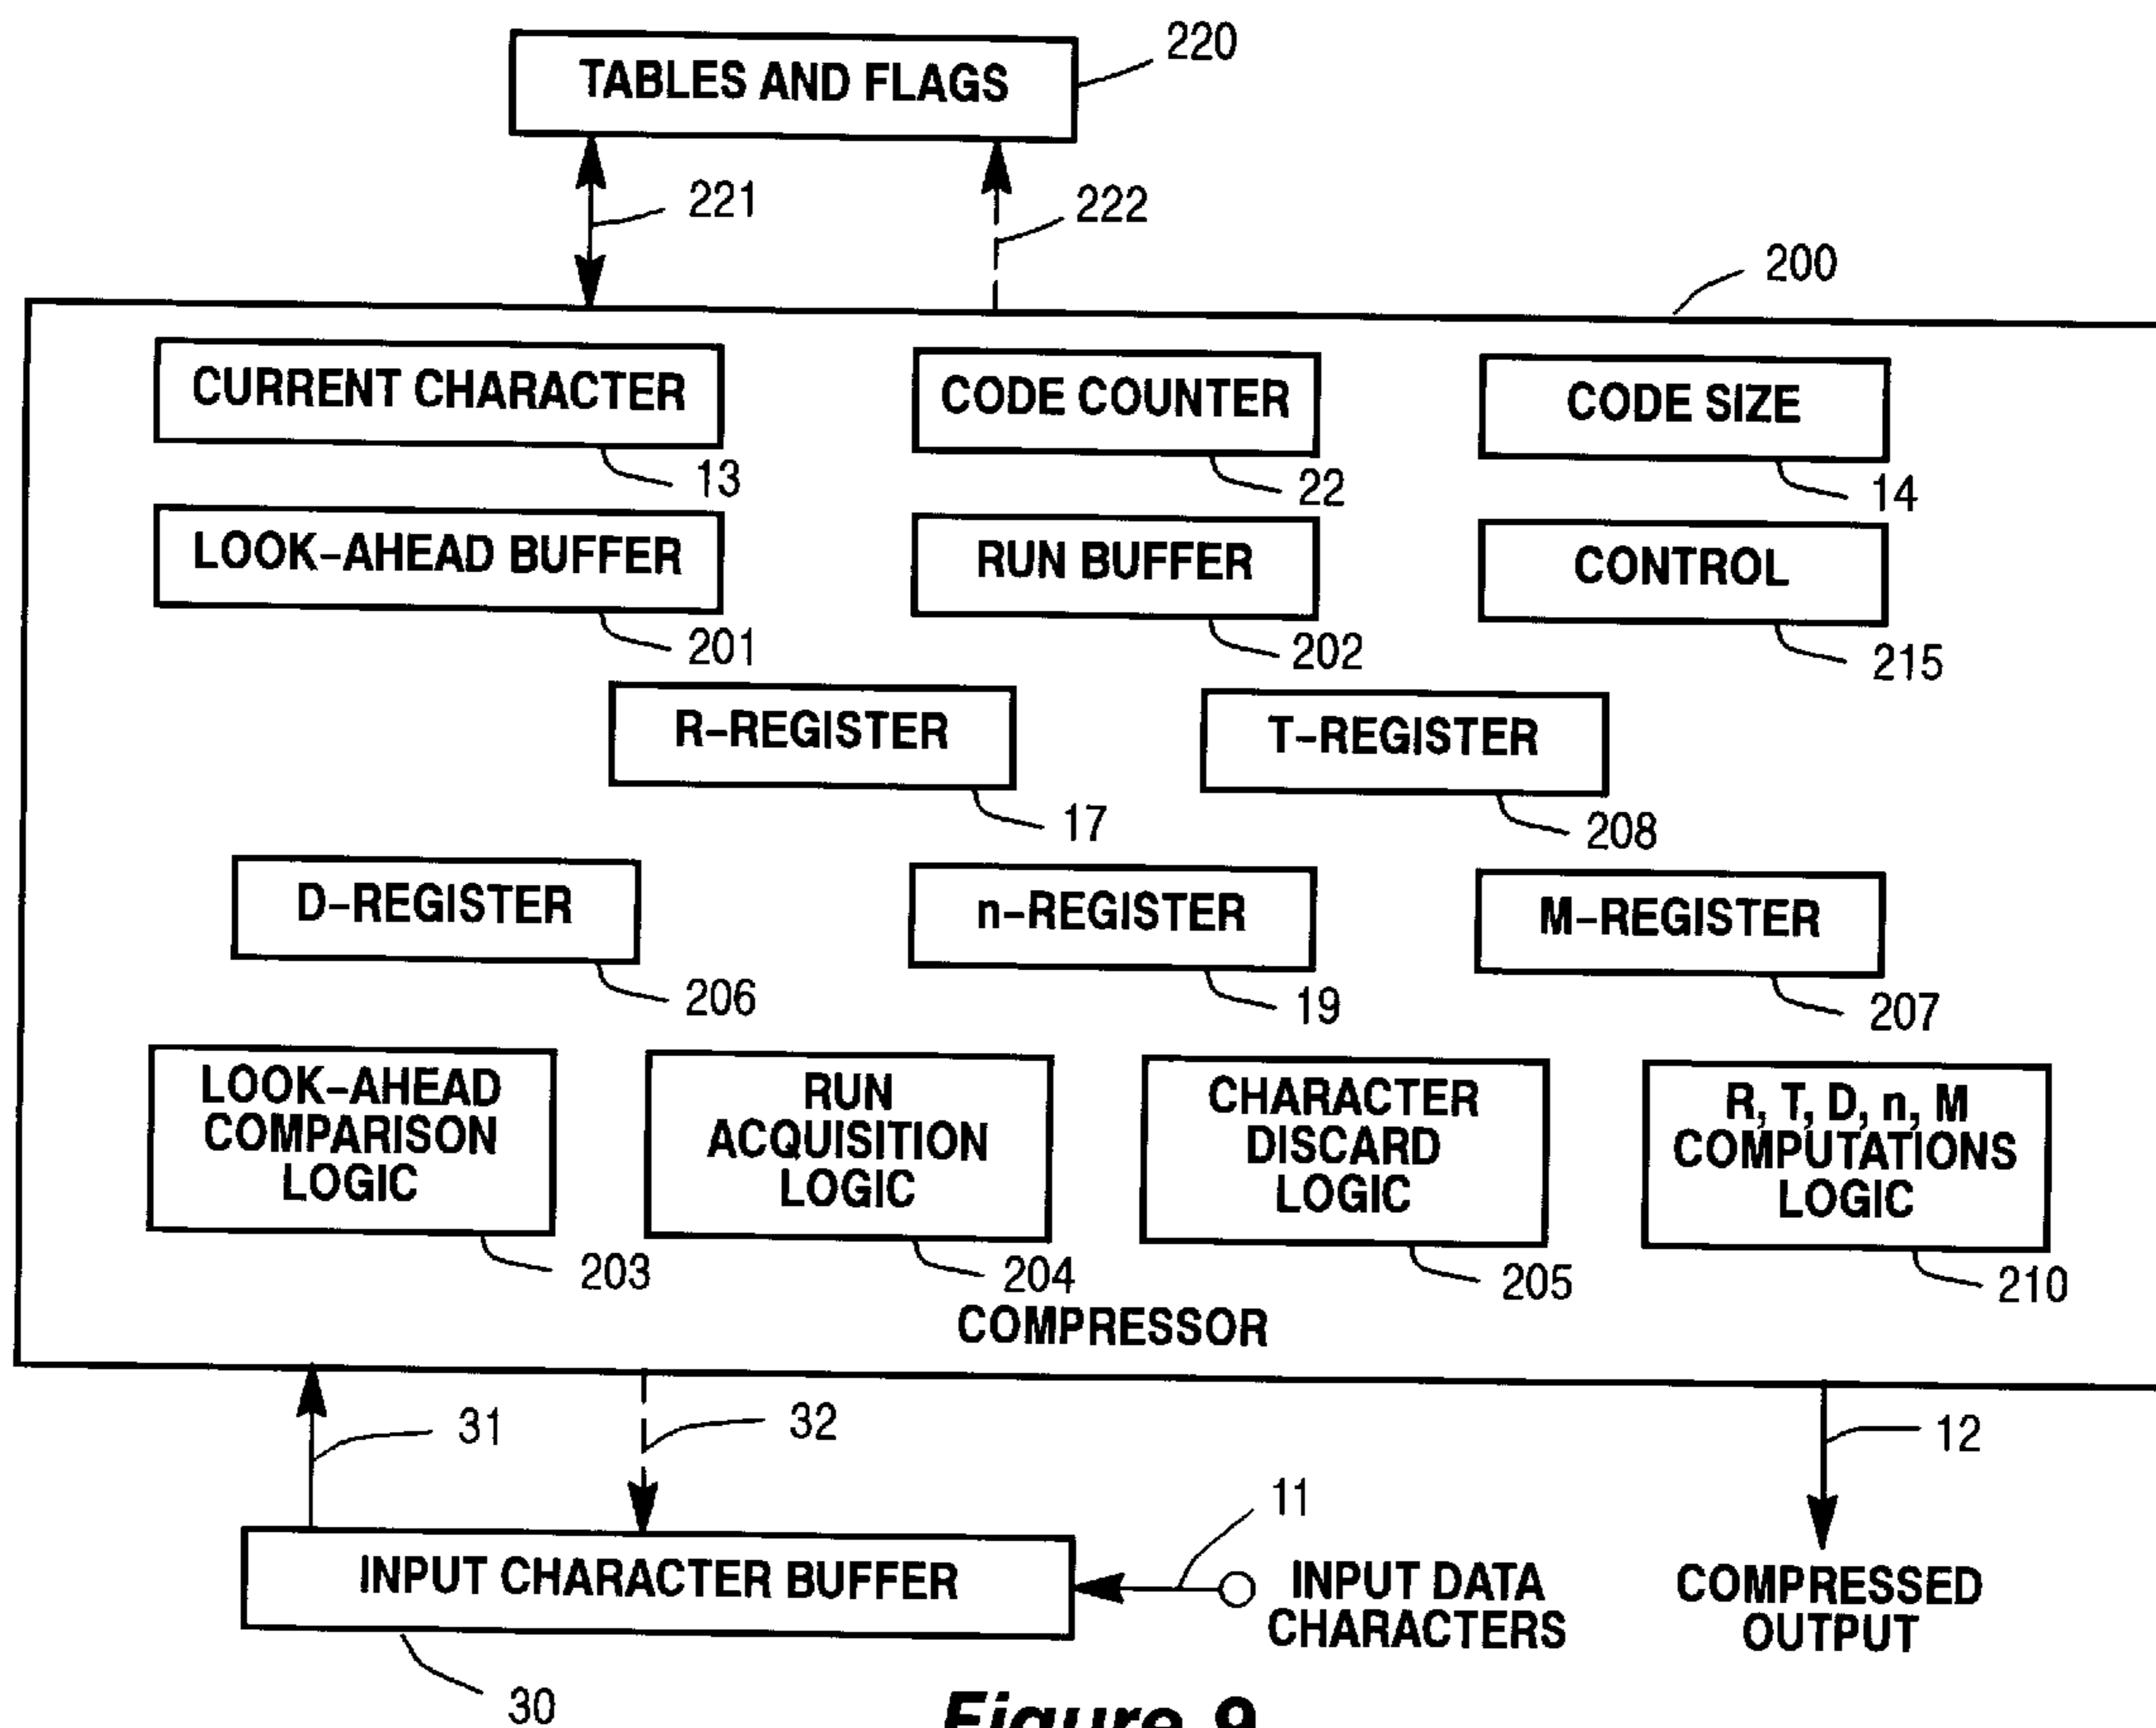 TABLES AND FLAGS
220
221
222
200
CURRENT CHARACTER
CODE COUNTER
CODE SIZE
13
22
14
LOOK–AHEAD BUFFER
RUN BUFFER
CONTROL
201
202
215
R–REGISTER
T–REGISTER
17
208
D–REGISTER
n–REGISTER
M–REGISTER
206
19
207
LOOK–AHEAD
COMPARISON
LOGIC
RUN
ACQUISITION
LOGIC
CHARACTER
DISCARD
LOGIC
R, T, D, n, M
COMPUTATIONS
LOGIC
203
204
205
210
COMPRESSOR
31
32
12
11
INPUT CHARACTER BUFFER
INPUT DATA
CHARACTERS
COMPRESSED
OUTPUT
30
Figure 9